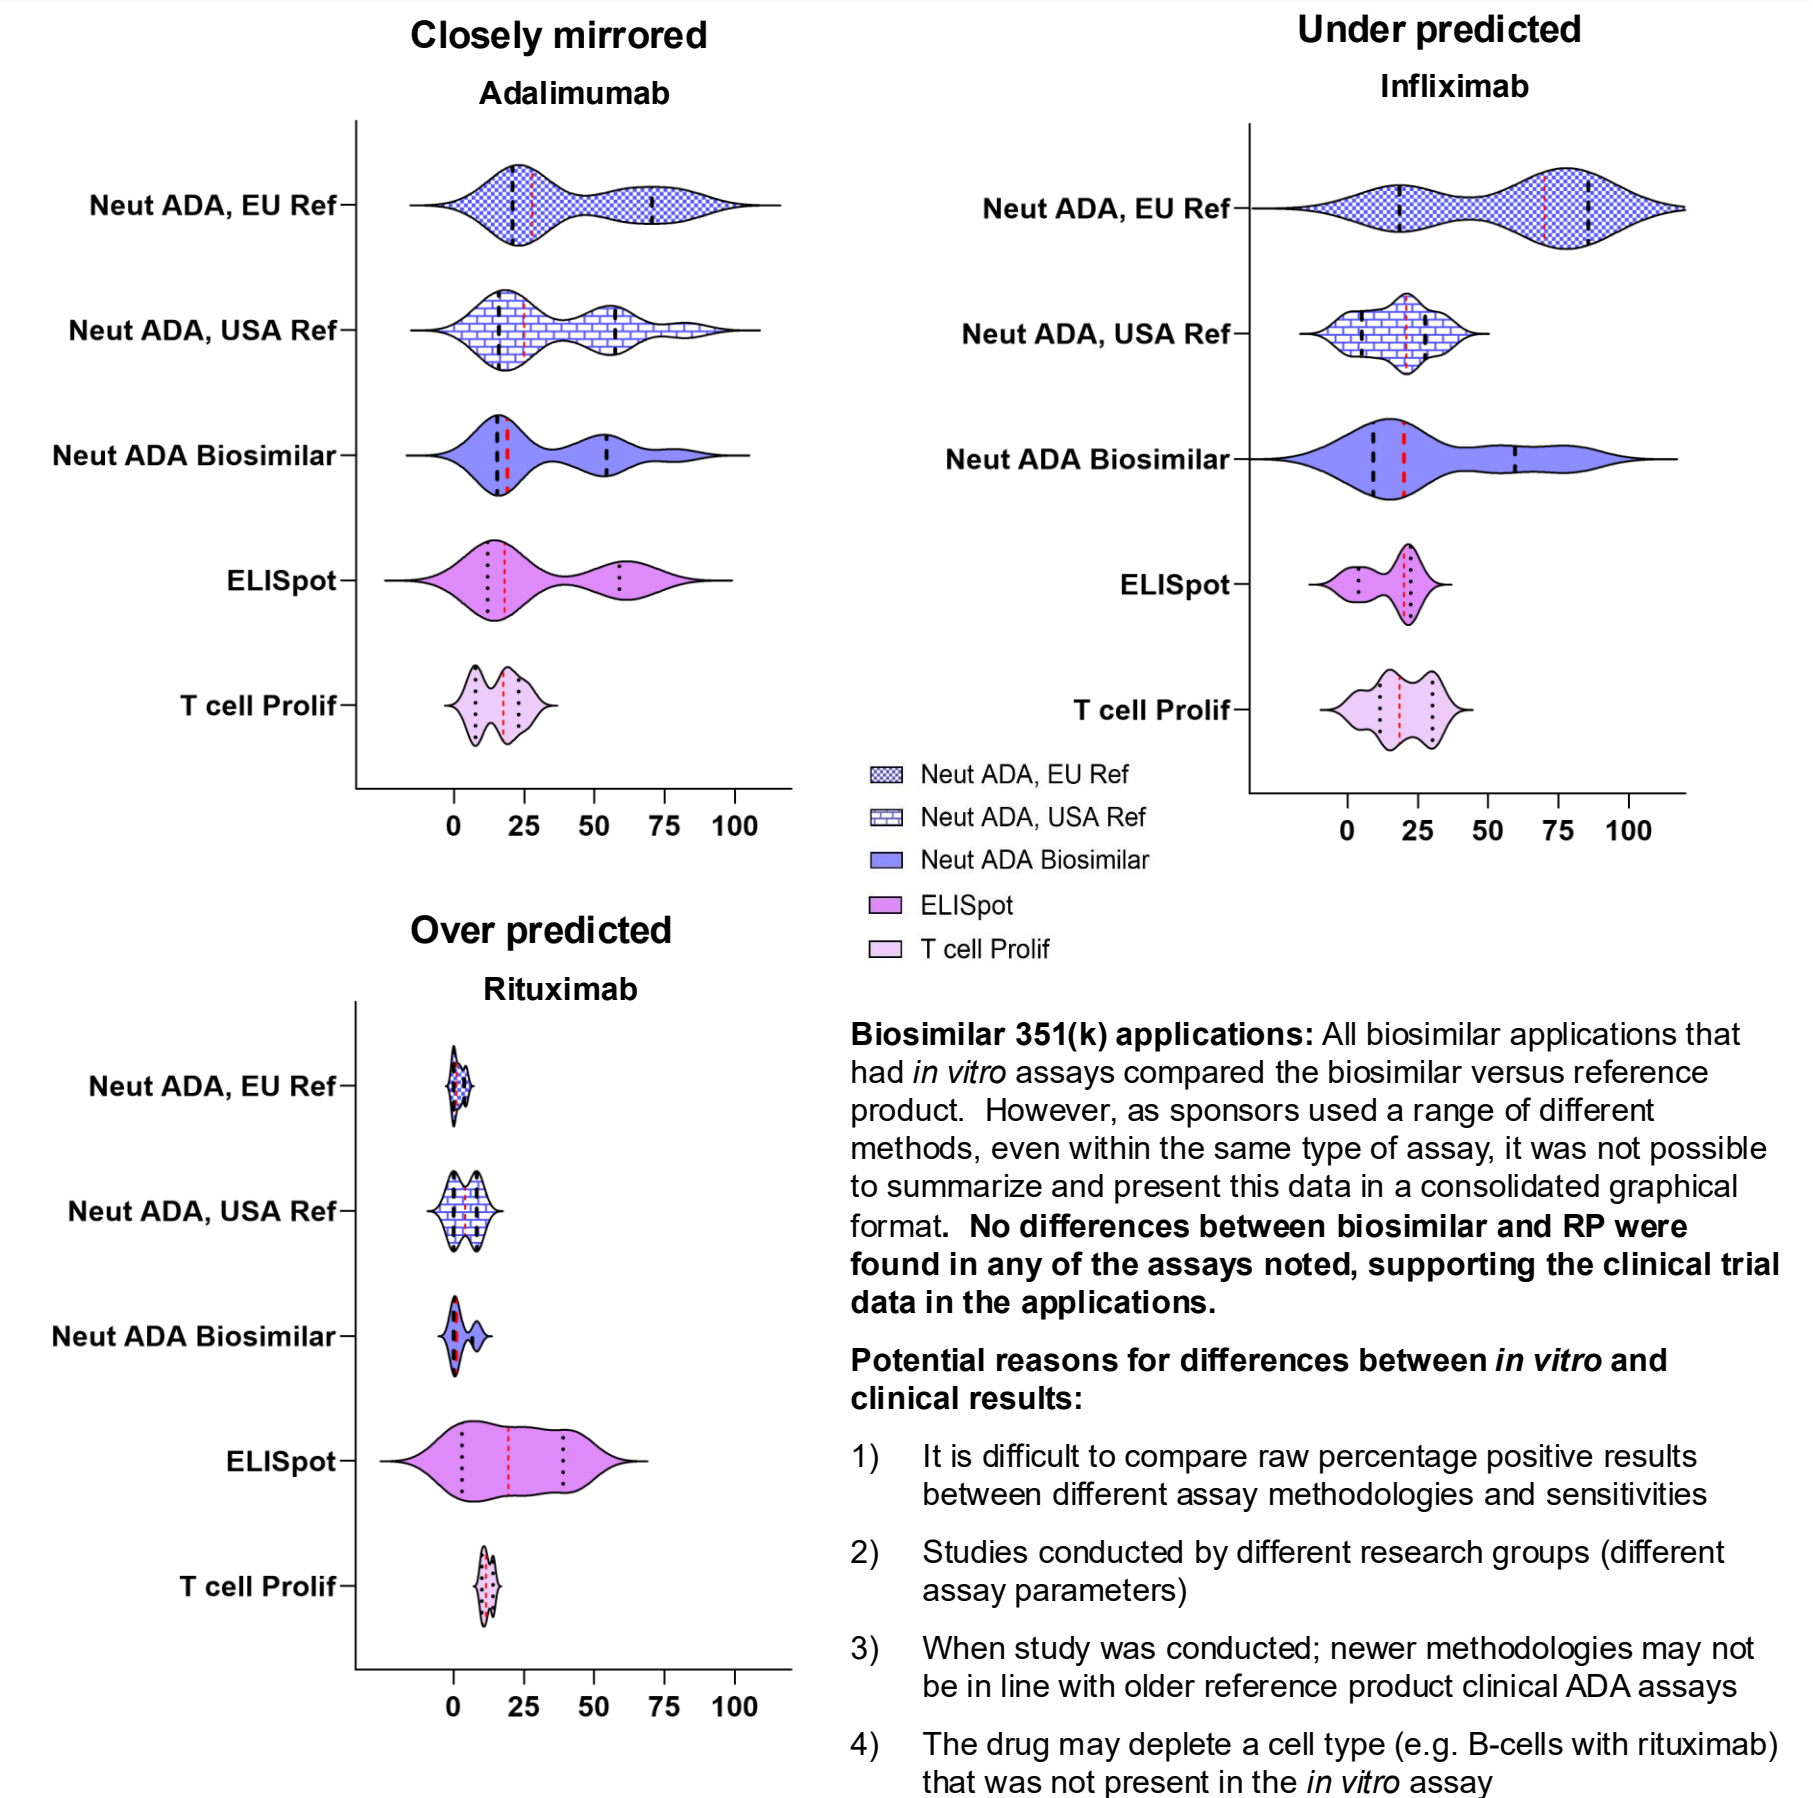 Closely mirrored
Adalimumab
Neut ADA, EU Ref
Neut ADA, USA Ref
Neut ADA Biosimilar
ELISpot
T cell Prolif
0 25 50 75 100
Under predicted
Infliximab
Neut ADA, EU Ref
Neut ADA, USA Ref
Neut ADA Biosimilar
ELISpot
T cell Prolif
0 25 50 75 100
Neut ADA, EU Ref
Neut ADA, USA Ref
Neut ADA Biosimilar
ELISpot
T cell Prolif
Over predicted
Rituximab
Neut ADA, EU Ref
Neut ADA, USA Ref
Neut ADA Biosimilar
ELISpot
T cell Prolif
0 25 50 75 100
Biosimilar 351(k) applications: All biosimilar applications that
had in vitro assays compared the biosimilar versus reference
product. However, as sponsors used a range of different
methods, even within the same type of assay, it was not possible
to summarize and present this data in a consolidated graphical
format. No differences between biosimilar and RP were
found in any of the assays noted, supporting the clinical trial
data in the applications.
Potential reasons for differences between in vitro and
clinical results:
1) It is difficult to compare raw percentage positive results
between different assay methodologies and sensitivities
2) Studies conducted by different research groups (different
assay parameters)
3) When study was conducted; newer methodologies may not
be in line with older reference product clinical ADA assays
4) The drug may deplete a cell type (e.g. B-cells with rituximab)
that was not present in the in vitro assay